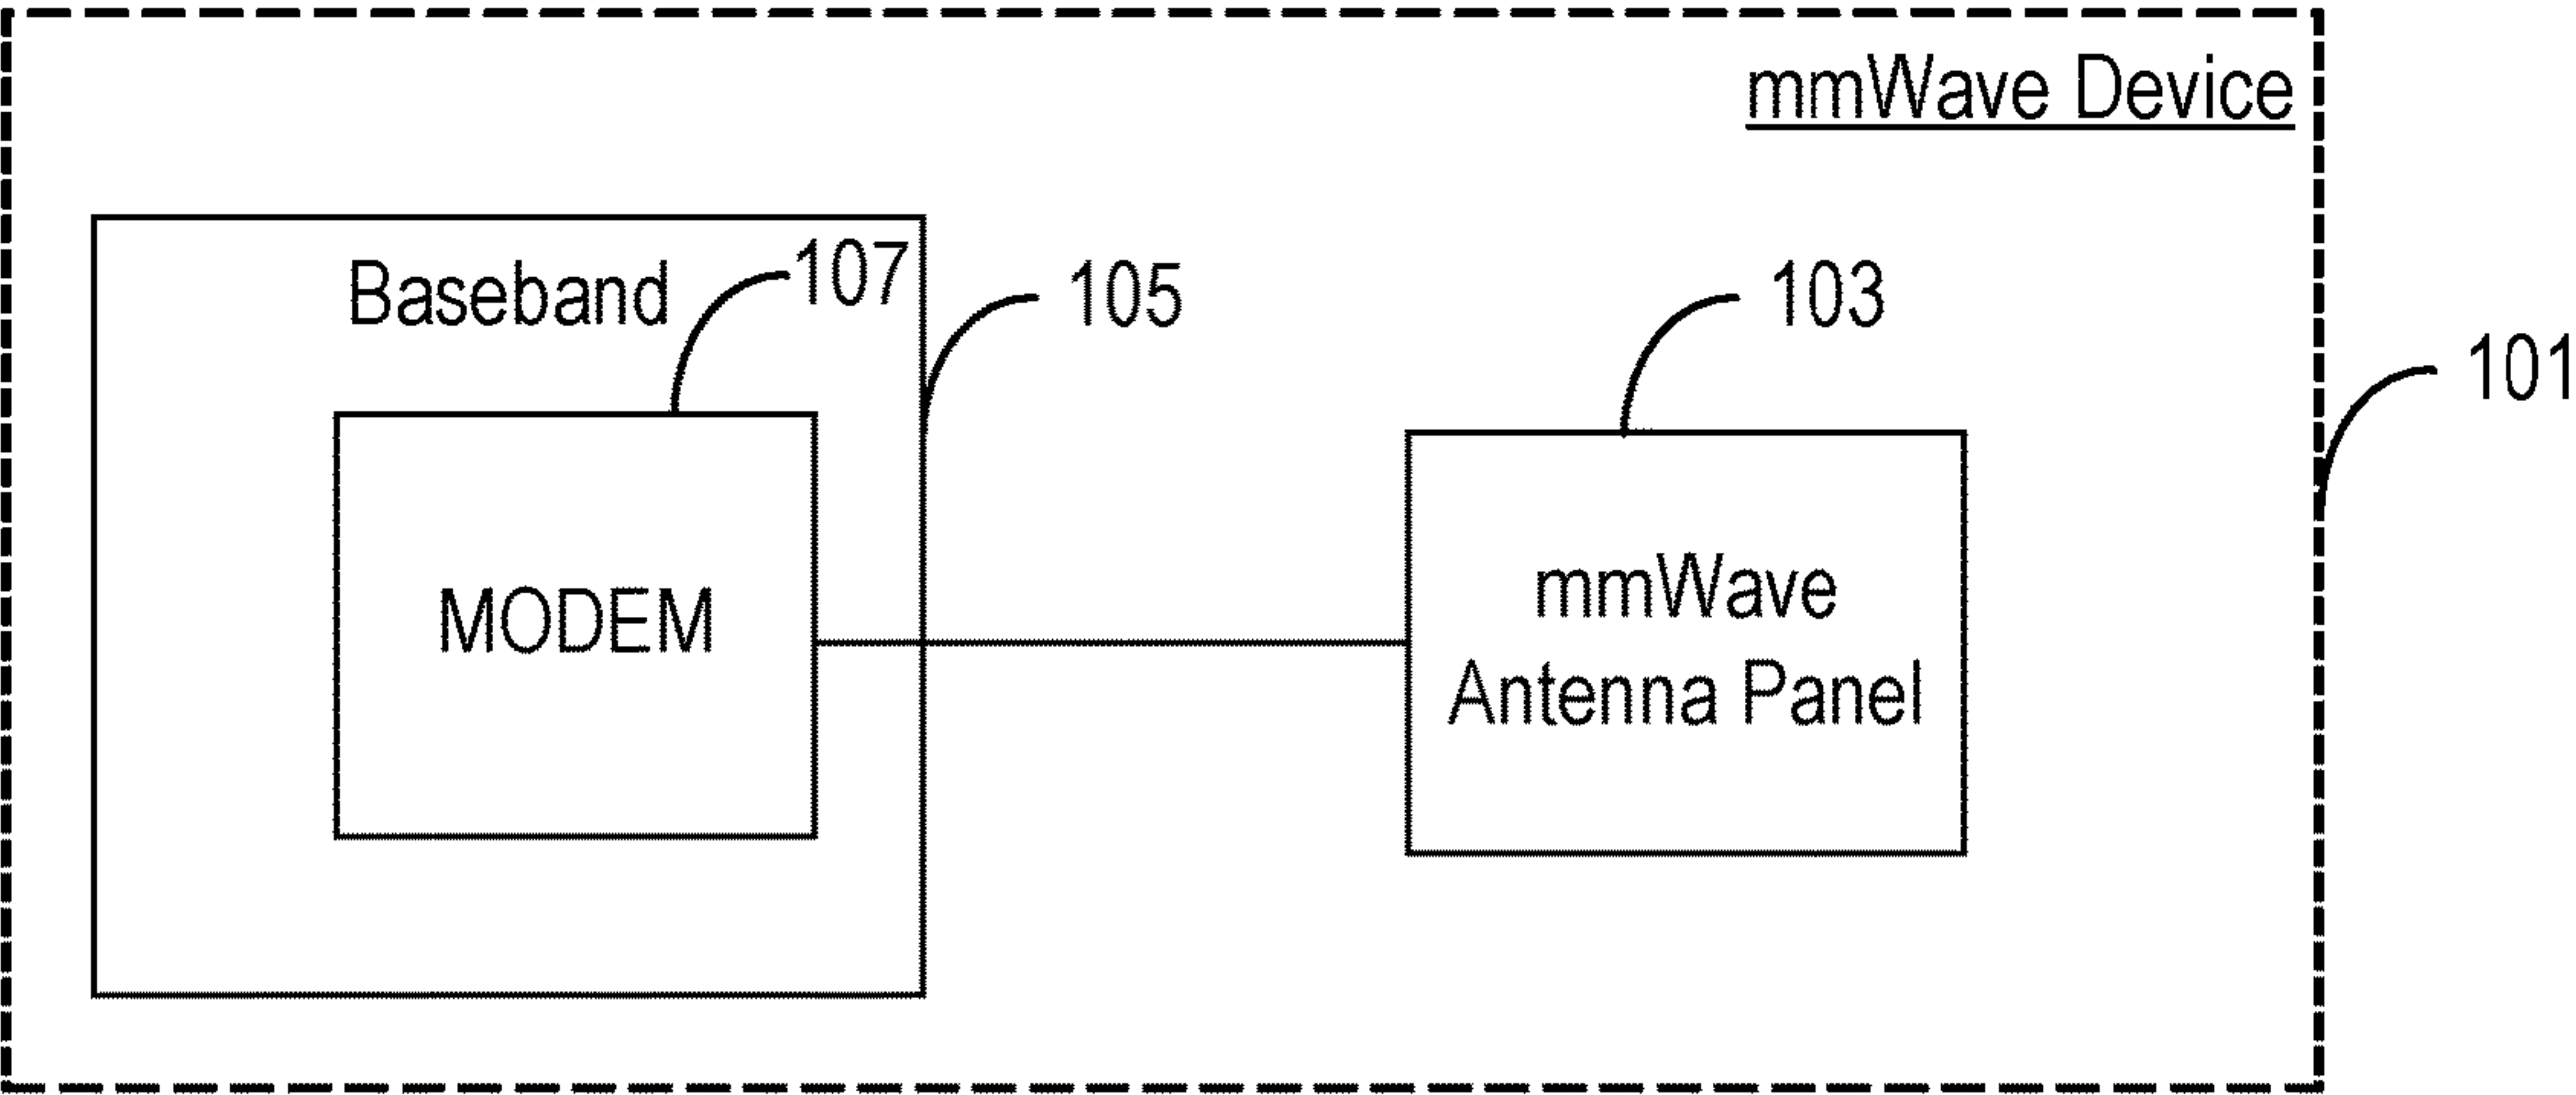 mmWave Device
Baseband
107
105
103
101
MODEM
mmWave
Antenna Panel